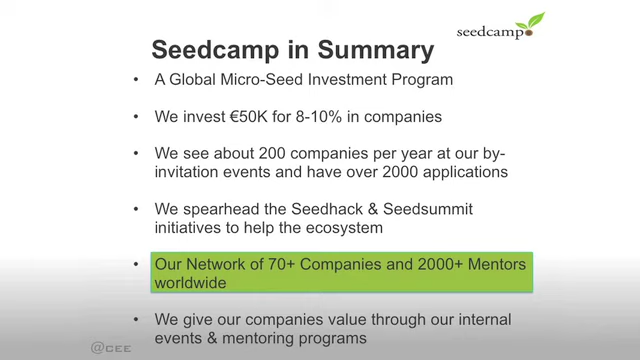 seedcamp
Seedcamp in Summary
• A Global Micro-Seed Investment Program
• We invest €50K for 8-10% in companies
• We see about 200 companies per year at our by-
invitation events and have over 2000 applications
• We spearhead the Seedhack & Seedsummit
initiatives to help the ecosystem
• Our Network of 70+ Companies and 2000+ Mentors
worldwide
• We give our companies value through our internal
events & mentoring programs
@CEE